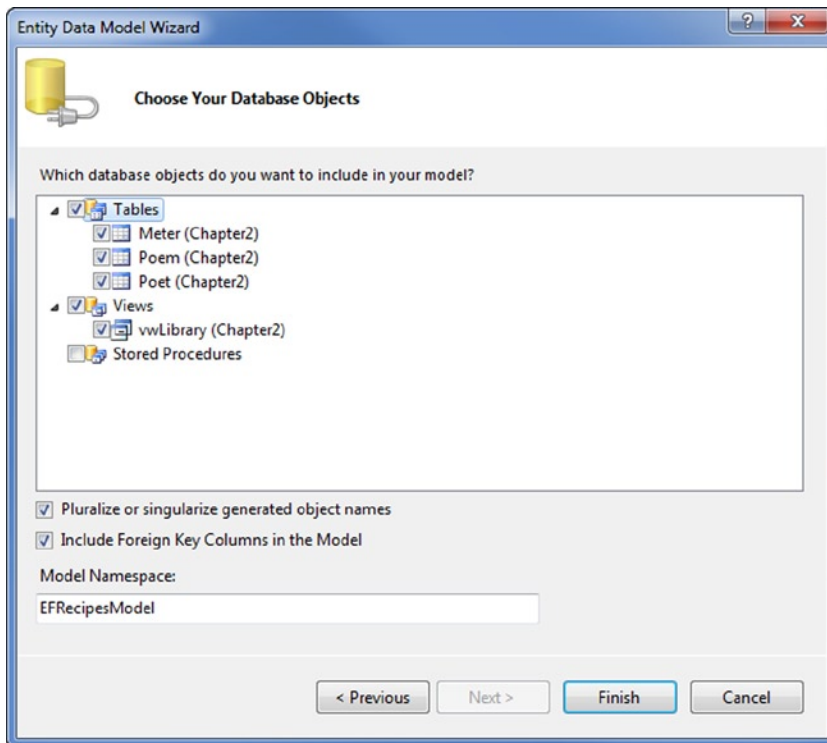 Entity Data Model Wizard
?
Choose Your Database Objects
Which database objects do you want to include in your model?
Tables
Meter (Chapter2)
Poem (Chapter2)
Poet (Chapter2)
Views
vwLibrary (Chapter2)
Stored Procedures
Pluralize or singularize generated object names
Include Foreign Key Columns in the Model
Model Namespace:
EFRecipesModel
< Previous Next > Finish Cancel